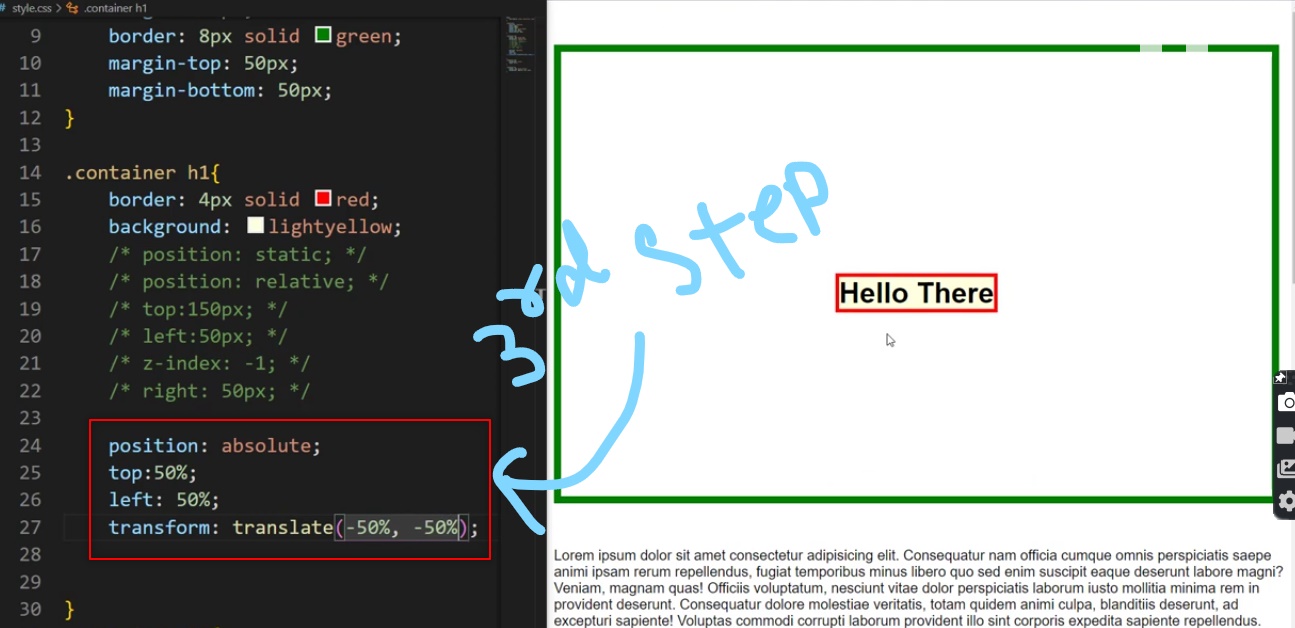 # style.css > .container h1
9 border: 8px solid green;
10 margin-top: 50px;
11 margin-bottom: 50px;
12 }
13
14 .container h1{
15 border: 4px solid red;
16 background: lightyellow;
17 /* position: static; */
18 /* position: relative; */
19 /* top:150px; */
20 /* left:50px; */
21 /* z-index: -1; */
22 /* right: 50px; */
23
24 position: absolute;
25 top:50%;
26 left: 50%;
27 transform: translate(-50%, -50%);
28
29
30 }
3rd step
Hello There
Lorem ipsum dolor sit amet consectetur adipisicing elit. Consequatur nam officia cumque omnis perspiciatis saepe
animi ipsam rerum repellendus, fugiat temporibus minus libero quo sed enim suscipit eaque deserunt labore magni?
Veniam, magnam quas! Officiis voluptatum, nesciunt vitae dolor perspiciatis laborum iusto mollitia minima rem in
provident deserunt. Consequatur dolore molestiae veritatis, totam quidem animi culpa, blanditiis deserunt, ad
excepturi sapiente! Voluptas commodi corrupti laborum provident illo sint corporis expedita sapiente repellendus.